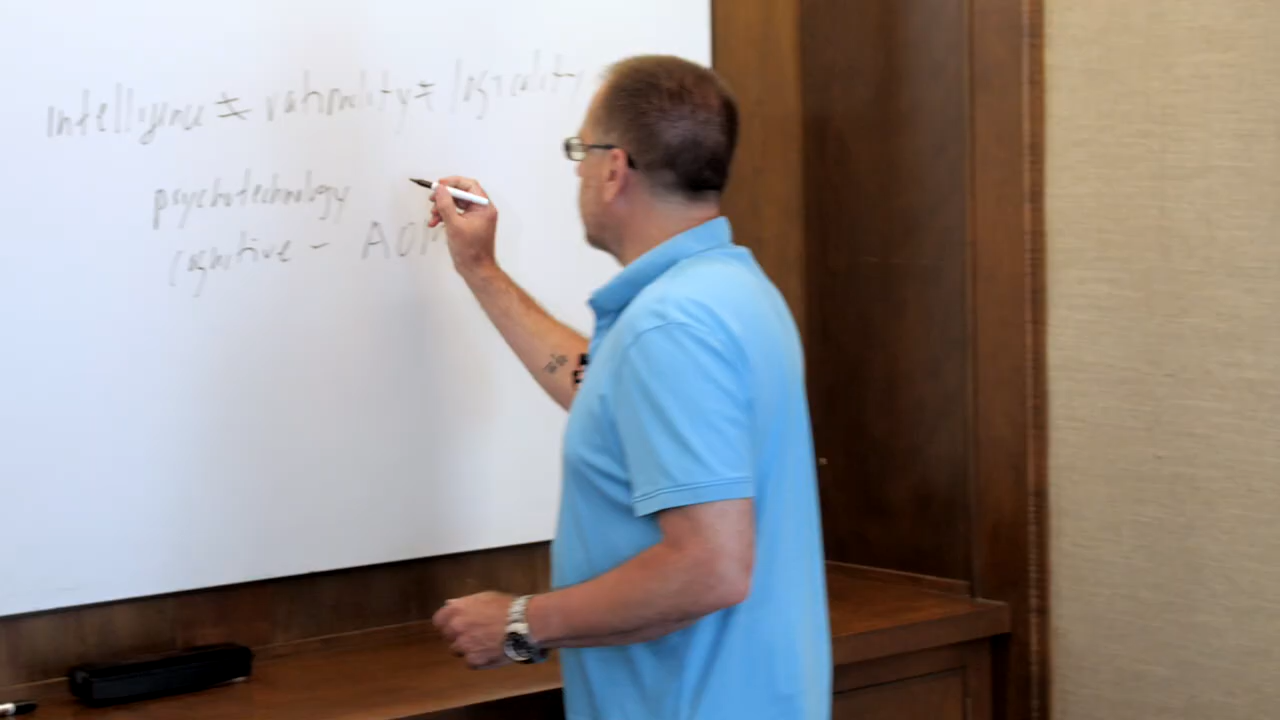 intelligence ≠ rationality ≠ logicality
psychotechnology
cognitive - AOM